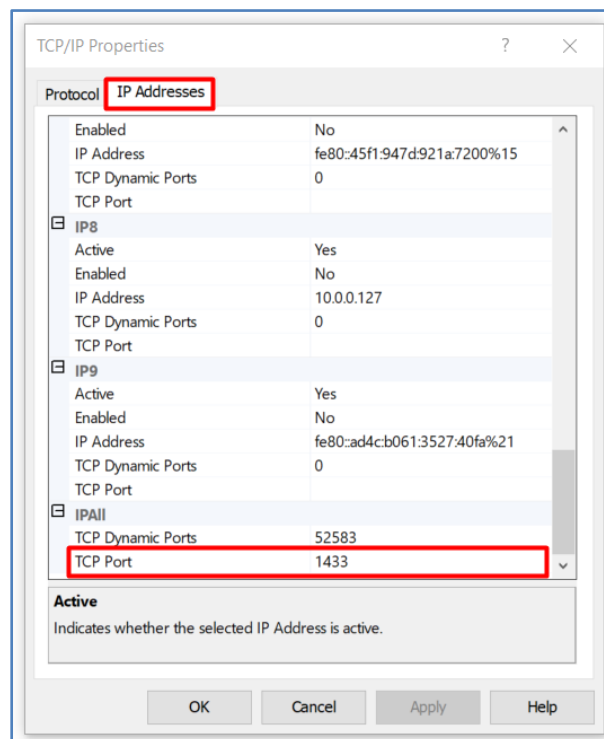 TCP/IP Properties ? ×
Protocol IP Addresses
Enabled No
IP Address fe80::45f1:947d:921a:7200%15
TCP Dynamic Ports 0
TCP Port
IP8
Active Yes
Enabled No
IP Address 10.0.0.127
TCP Dynamic Ports 0
TCP Port
IP9
Active Yes
Enabled No
IP Address fe80::ad4c:b061:3527:40fa%21
TCP Dynamic Ports 0
TCP Port
IPAll
TCP Dynamic Ports 52583
TCP Port 1433
Active
Indicates whether the selected IP Address is active.
OK Cancel Apply Help